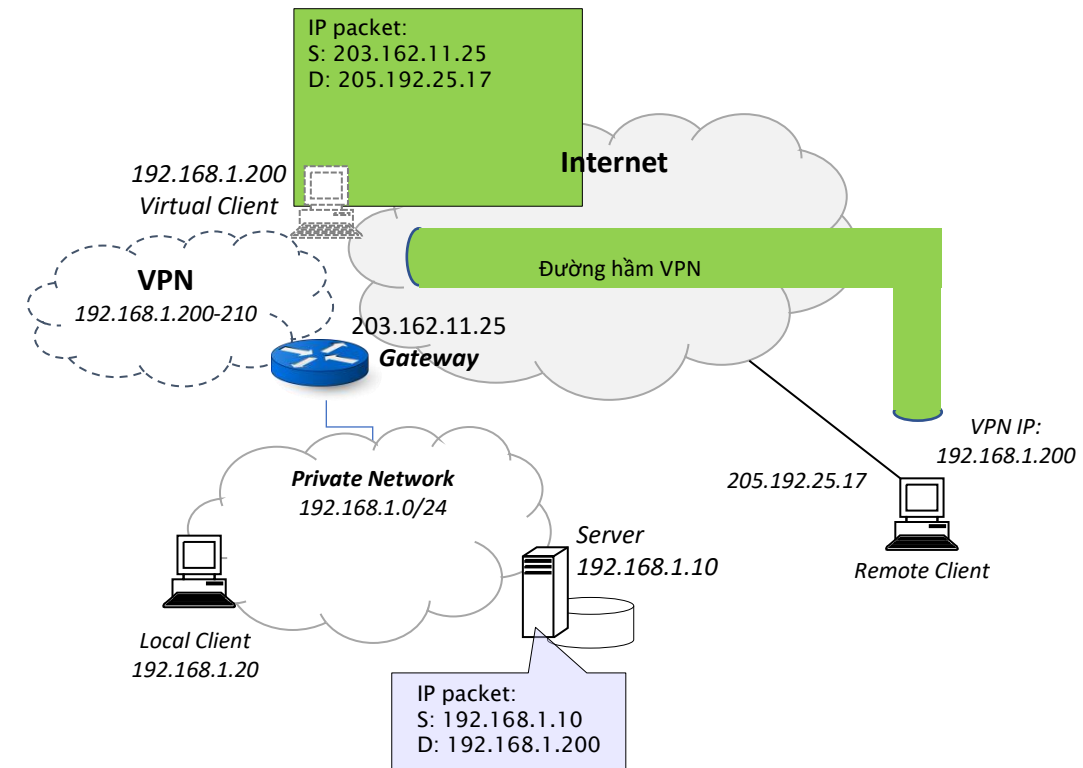 IP packet:
S: 203.162.11.25
D: 205.192.25.17
Internet
192.168.1.200
Virtual Client
Đường hầm VPN
VPN
192.168.1.200-210
203.162.11.25
Gateway
VPN IP:
192.168.1.200
205.192.25.17
Remote Client
Private Network
192.168.1.0/24
Server
192.168.1.10
Local Client
192.168.1.20
IP packet:
S: 192.168.1.10
D: 192.168.1.200